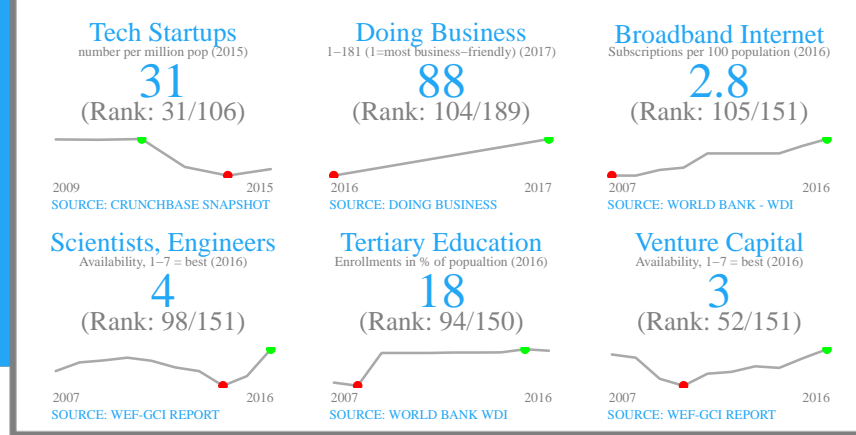 Tech Startups
number per million pop (2015)
31
(Rank: 31/106)
2009 2015
SOURCE: CRUNCHBASE SNAPSHOT
Doing Business
1−181 (1=most business−friendly) (2017)
88
(Rank: 104/189)
2016 2017
SOURCE: DOING BUSINESS
Broadband Internet
Subscriptions per 100 population (2016)
2.8
(Rank: 105/151)
2007 2016
SOURCE: WORLD BANK - WDI
Scientists, Engineers
Availability, 1−7 = best (2016)
4
(Rank: 98/151)
2007 2016
SOURCE: WEF-GCI REPORT
Tertiary Education
Enrollments in % of popualtion (2016)
18
(Rank: 94/150)
2007 2016
SOURCE: WORLD BANK WDI
Venture Capital
Availability, 1−7 = best (2016)
3
(Rank: 52/151)
2007 2016
SOURCE: WEF-GCI REPORT